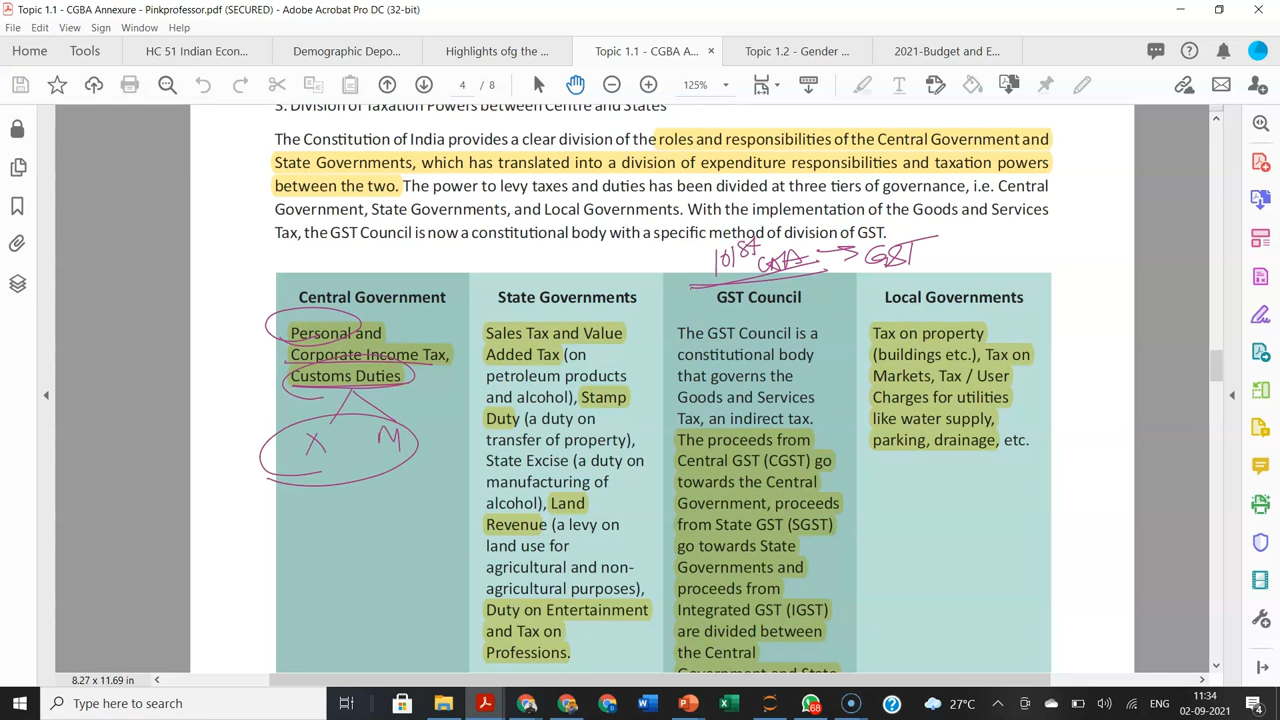 Topic 1.1 - CGBA Annexure - Pinkprofessor.pdf (SECURED) - Adobe Acrobat Pro DC (32-bit)
File Edit View Sign Window Help
Home Tools HC 51 Indian Econ... Demographic Depo... Highlights ofg the ... Topic 1.1 - CGBA A... × Topic 1.2 - Gender ... 2021-Budget and E...
4 / 8 125%
3. Division of Taxation Powers between Centre and States
The Constitution of India provides a clear division of the roles and responsibilities of the Central Government and
State Governments, which has translated into a division of expenditure responsibilities and taxation powers
between the two. The power to levy taxes and duties has been divided at three tiers of governance, i.e. Central
Government, State Governments, and Local Governments. With the implementation of the Goods and Services
Tax, the GST Council is now a constitutional body with a specific method of division of GST.
101st CAA → GST
Central Government
Personal and
Corporate Income Tax,
Customs Duties
X M
State Governments
Sales Tax and Value
Added Tax (on
petroleum products
and alcohol), Stamp
Duty (a duty on
transfer of property),
State Excise (a duty on
manufacturing of
alcohol), Land
Revenue (a levy on
land use for
agricultural and non-
agricultural purposes),
Duty on Entertainment
and Tax on
Professions.
GST Council
The GST Council is a
constitutional body
that governs the
Goods and Services
Tax, an indirect tax.
The proceeds from
Central GST (CGST) go
towards the Central
Government, proceeds
from State GST (SGST)
go towards State
Governments and
proceeds from
Integrated GST (IGST)
are divided between
the Central
Government and State
Local Governments
Tax on property
(buildings etc.), Tax on
Markets, Tax / User
Charges for utilities
like water supply,
parking, drainage, etc.
8.27 x 11.69 in
Type here to search
68
27°C
ENG
11:34
02-09-2021
4